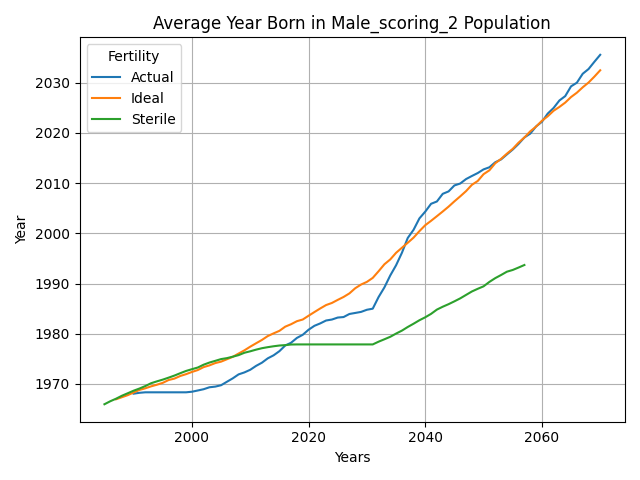 Average Year Born in Male_scoring_2 Population
Fertility
Actual
Ideal
Sterile
Year
2030
2020
2010
2000
1990
1980
1970
2000
2020
2040
2060
Years